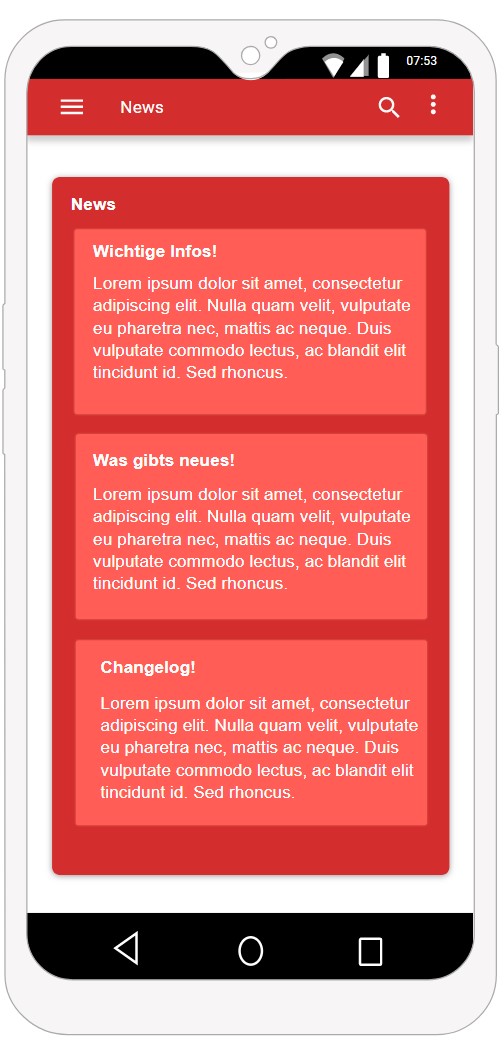 07:53
News
News
Wichtige Infos!
Lorem ipsum dolor sit amet, consectetur
adipiscing elit. Nulla quam velit, vulputate
eu pharetra nec, mattis ac neque. Duis
vulputate commodo lectus, ac blandit elit
tincidunt id. Sed rhoncus.
Was gibts neues!
Lorem ipsum dolor sit amet, consectetur
adipiscing elit. Nulla quam velit, vulputate
eu pharetra nec, mattis ac neque. Duis
vulputate commodo lectus, ac blandit elit
tincidunt id. Sed rhoncus.
Changelog!
Lorem ipsum dolor sit amet, consectetur
adipiscing elit. Nulla quam velit, vulputate
eu pharetra nec, mattis ac neque. Duis
vulputate commodo lectus, ac blandit elit
tincidunt id. Sed rhoncus.